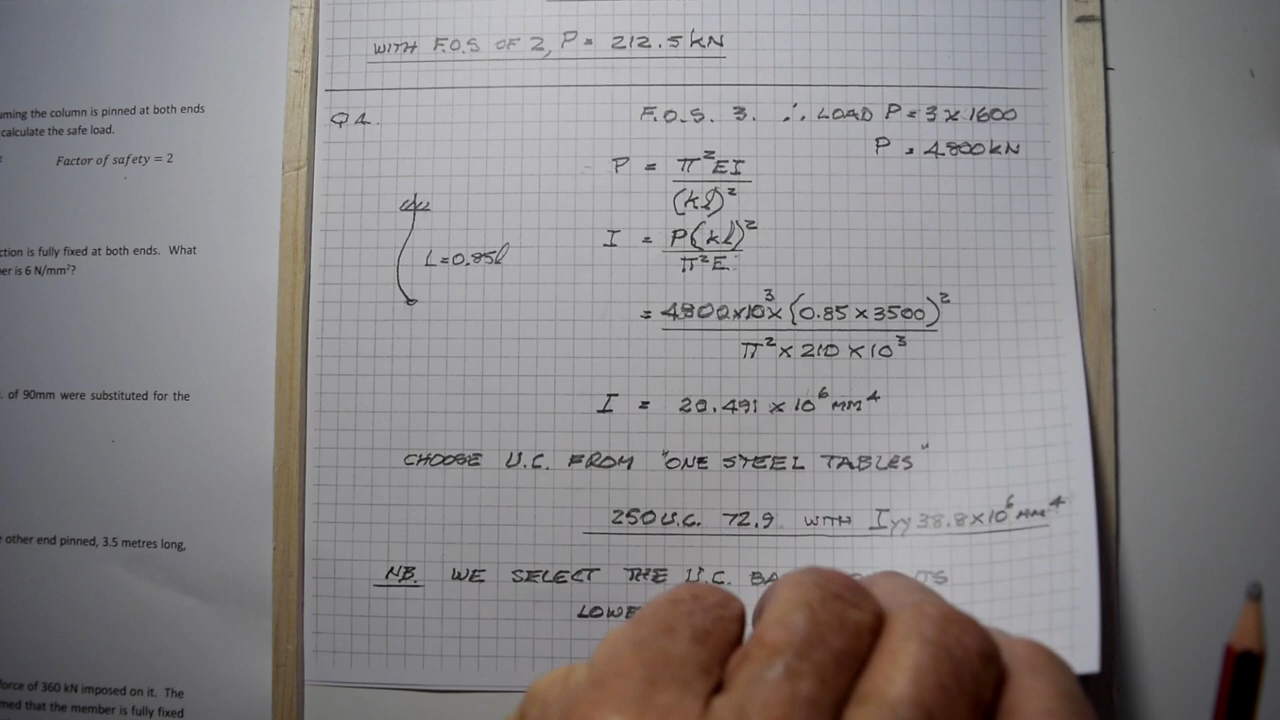 uming the column is pinned at both ends
calculate the safe load.
Factor of safety = 2
ction is fully fixed at both ends. What
er is 6 N/mm²?
. of 90mm were substituted for the
other end pinned, 3.5 metres long,
force of 360 kN imposed on it. The
med that the member is fully fixed
WITH F.O.S OF 2, P = 212.5 kN
Q4.
F.O.S. 3. ∴ LOAD P = 3 x 1600
P = 4800 kN
P = π²EI / (kl)²
L = 0.85l
I = P(kl)² / π²E
= 4800 x 10³ x (0.85 x 3500)² / π² x 210 x 10³
I = 20.491 x 10⁶ MM⁴
CHOOSE U.C. FROM "ONE STEEL TABLES"
250 U.C. 72.9 WITH Iyy 38.8 x 10⁶ MM⁴
NB. WE SELECT THE U.C.